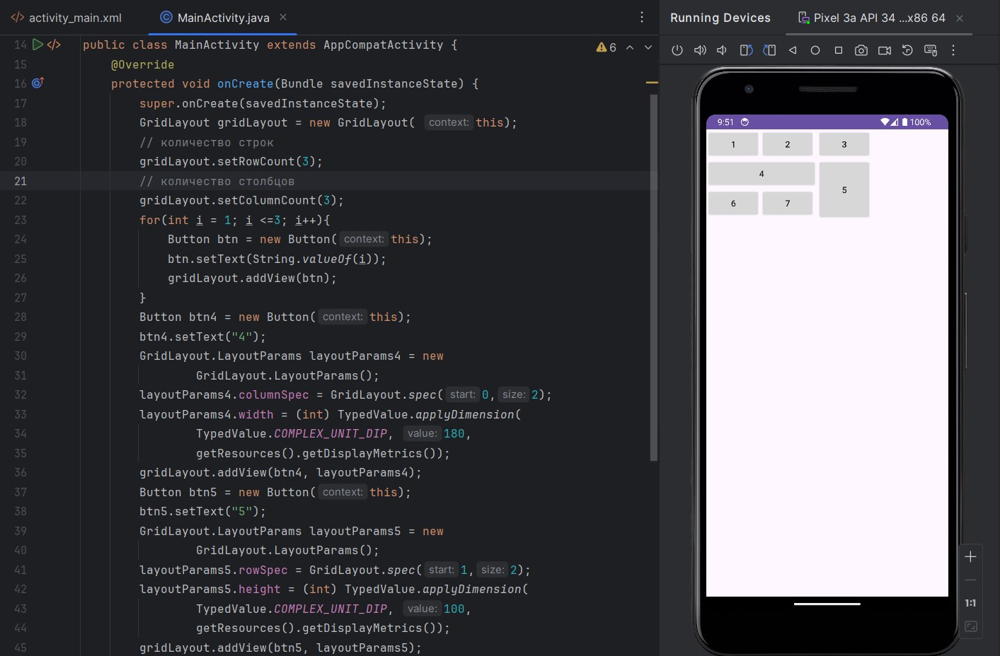 activity_main.xml
MainActivity.java
Running Devices
Pixel 3a API 34 ...x86 64
14 public class MainActivity extends AppCompatActivity {
6
15 @Override
16 protected void onCreate(Bundle savedInstanceState) {
17 super.onCreate(savedInstanceState);
18 GridLayout gridLayout = new GridLayout( context: this);
19 // количество строк
20 gridLayout.setRowCount(3);
21 // количество столбцов
22 gridLayout.setColumnCount(3);
23 for(int i = 1; i <=3; i++){
24 Button btn = new Button( context: this);
25 btn.setText(String.valueOf(i));
26 gridLayout.addView(btn);
27 }
28 Button btn4 = new Button( context: this);
29 btn4.setText("4");
30 GridLayout.LayoutParams layoutParams4 = new
31 GridLayout.LayoutParams();
32 layoutParams4.columnSpec = GridLayout.spec( start: 0, size: 2);
33 layoutParams4.width = (int) TypedValue.applyDimension(
34 TypedValue.COMPLEX_UNIT_DIP, value: 180,
35 getResources().getDisplayMetrics());
36 gridLayout.addView(btn4, layoutParams4);
37 Button btn5 = new Button( context: this);
38 btn5.setText("5");
39 GridLayout.LayoutParams layoutParams5 = new
40 GridLayout.LayoutParams();
41 layoutParams5.rowSpec = GridLayout.spec( start: 1, size: 2);
42 layoutParams5.height = (int) TypedValue.applyDimension(
43 TypedValue.COMPLEX_UNIT_DIP, value: 100,
44 getResources().getDisplayMetrics());
45 gridLayout.addView(btn5, layoutParams5);
9:51 100%
1 2 3
4
5
6 7
1:1